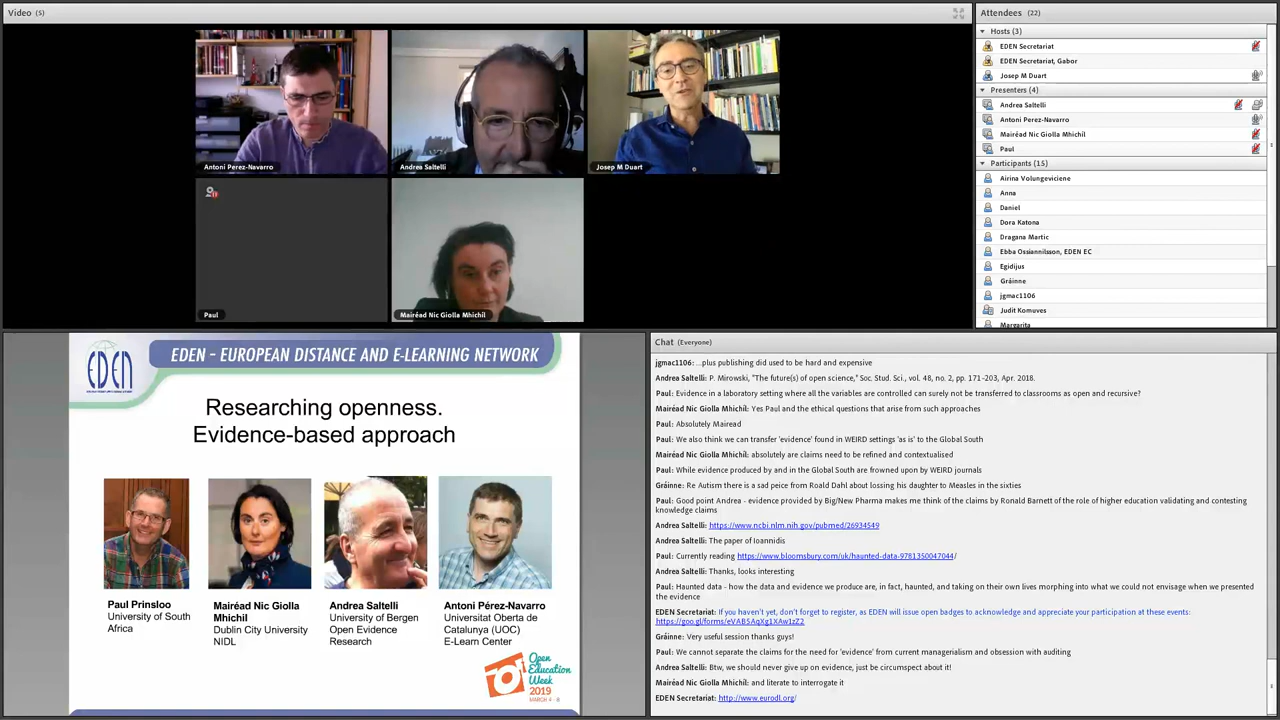 Video (5)
Antoni Perez-Navarro
Andrea Saltelli
Josep M Duart
Paul
Mairéad Nic Giolla Mhichíl
Attendees (22)
Hosts (3)
EDEN Secretariat
EDEN Secretariat, Gabor
Josep M Duart
Presenters (4)
Andrea Saltelli
Antoni Perez-Navarro
Mairéad Nic Giolla Mhichíl
Paul
Participants (15)
Airina Volungeviciene
Anna
Daniel
Dora Katona
Dragana Martic
Ebba Ossiannilsson, EDEN EC
Egidijus
Gráinne
jgmac1106
Judit Komuves
Margarita
EDEN
EDEN - EUROPEAN DISTANCE AND E-LEARNING NETWORK
Researching openness.
Evidence-based approach
Paul Prinsloo
University of South
Africa
Mairéad Nic Giolla
Mhichil
Dublin City University
NIDL
Andrea Saltelli
University of Bergen
Open Evidence
Research
Antoni Pérez-Navarro
Universitat Oberta de
Catalunya (UOC)
E-Learn Center
Open
Education
Week
2019
MARCH 4 - 8
Chat (Everyone)
jgmac1106: ...plus publishing did used to be hard and expensive
Andrea Saltelli: P. Mirowski, "The future(s) of open science," Soc. Stud. Sci., vol. 48, no. 2, pp. 171–203, Apr. 2018.
Paul: Evidence in a laboratory setting where all the variables are controlled can surely not be transferred to classrooms as open and recursive?
Mairéad Nic Giolla Mhichíl: Yes Paul and the ethical questions that arise from such approaches
Paul: Absolutely Mairead
Paul: We also think we can transfer 'evidence' found in WEIRD settings 'as is' to the Global South
Mairéad Nic Giolla Mhichíl: absolutely are claims need to be refined and contextualised
Paul: While evidence produced by and in the Global South are frowned upon by WEIRD journals
Gráinne: Re Autism there is a sad peice from Roald Dahl about lossing his daughter to Measles in the sixties
Paul: Good point Andrea - evidence provided by Big/New Pharma makes me think of the claims by Ronald Barnett of the role of higher education validating and contesting
knowledge claims
Andrea Saltelli: https://www.ncbi.nlm.nih.gov/pubmed/26934549
Andrea Saltelli: The paper of Ioannidis
Paul: Currently reading https://www.bloomsbury.com/uk/haunted-data-9781350047044/
Andrea Saltelli: Thanks, looks interesting
Paul: Haunted data - how the data and evidence we produce are, in fact, haunted, and taking on their own lives morphing into what we could not envisage when we presented
the evidence
EDEN Secretariat: If you haven't yet, don't forget to register, as EDEN will issue open badges to acknowledge and appreciate your participation at these events:
https://goo.gl/forms/eVAB5AqXg1XAw1zZ2
Gráinne: Very useful session thanks guys!
Paul: We cannot separate the claims for the need for 'evidence' from current managerialism and obsession with auditing
Andrea Saltelli: Btw, we should never give up on evidence, just be circumspect about it!
Mairéad Nic Giolla Mhichíl: and literate to interrogate it
EDEN Secretariat: http://www.eurodl.org/